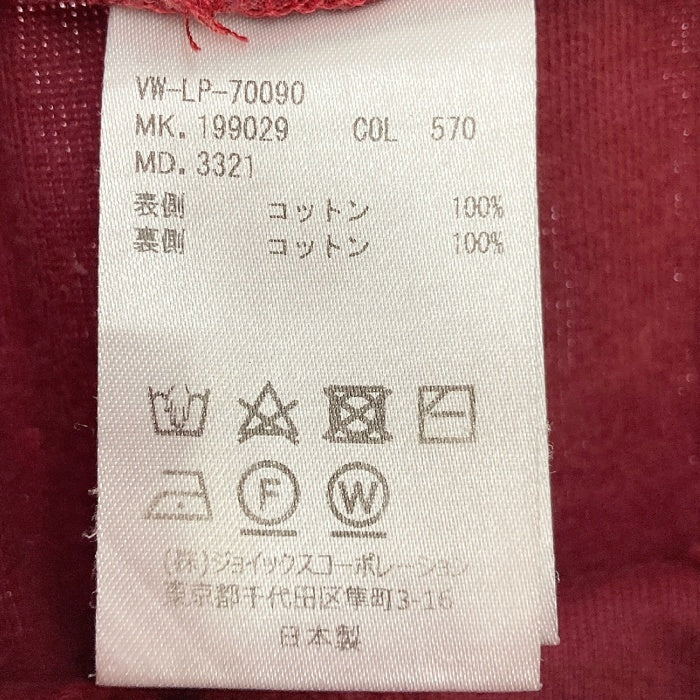 VW-LP-70090
MK. 199029 COL 570
MD. 3321
表側 コットン 100%
裏側 コットン 100%
F W
(株)ジョイックスコーポレーション
東京都千代田区隼町3-16
日本製